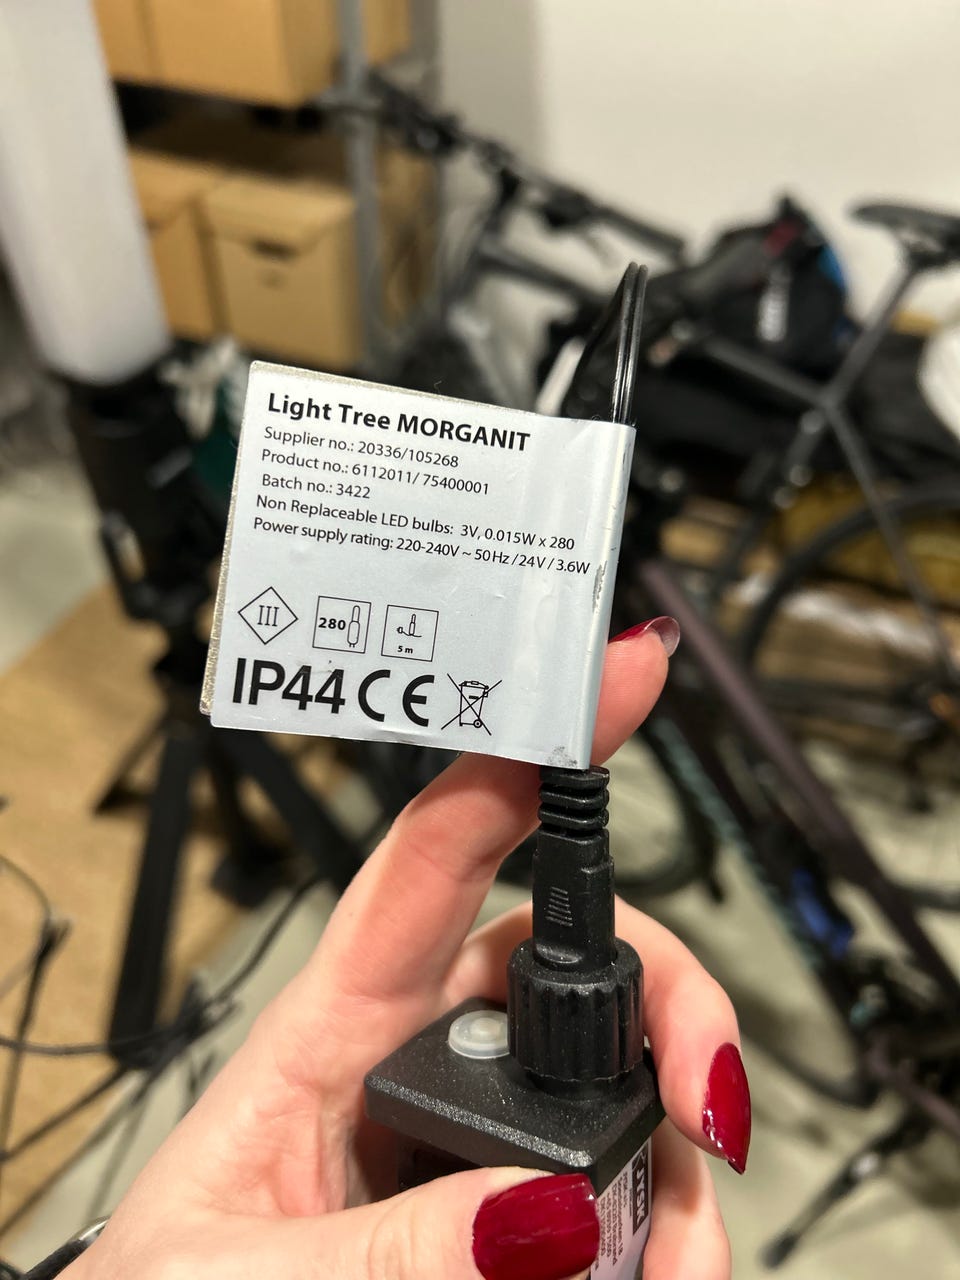 Light Tree MORGANIT
Supplier no.: 20336/105268
Product no.: 6112011/ 75400001
Batch no.: 3422
Non Replaceable LED bulbs: 3V, 0.015W x 280
Power supply rating: 220-240V ~ 50Hz /24V / 3.6W
III
280
5 m
IP44 CE